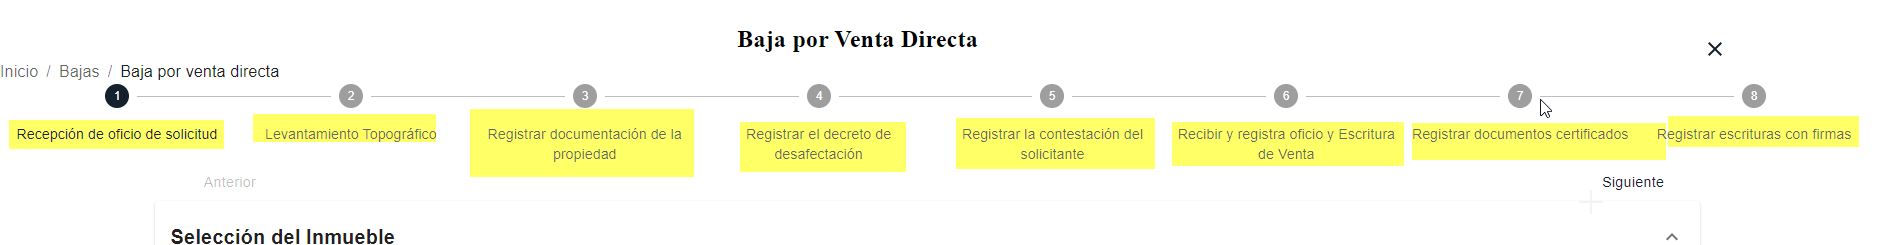 Baja por Venta Directa
Inicio / Bajas / Baja por venta directa
1 2 3 4 5 6 7 8
Recepción de oficio de solicitud
Levantamiento Topográfico
Registrar documentación de la
propiedad
Registrar el decreto de
desafectación
Registrar la contestación del
solicitante
Recibir y registra oficio y Escritura
de Venta
Registrar documentos certificados
Registrar escrituras con firmas
Anterior
Siguiente
Selección del Inmueble